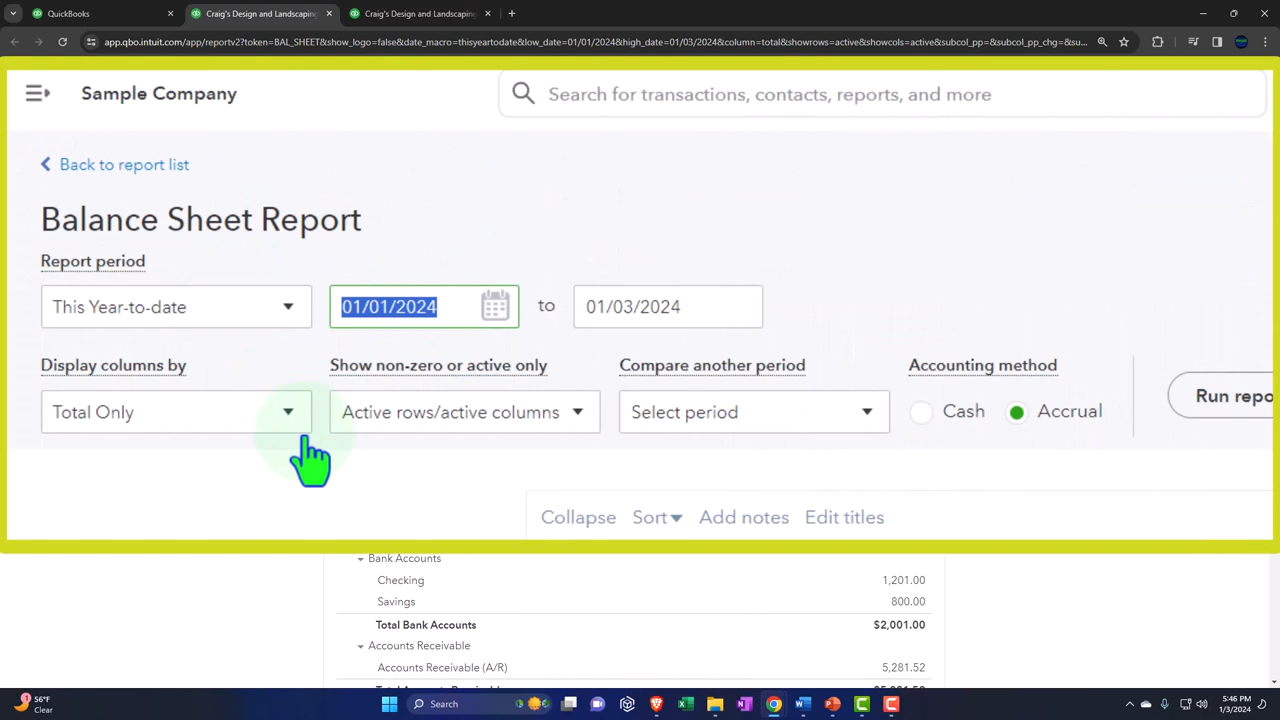 QuickBooks
Craig's Design and Landscaping
Craig's Design and Landscaping
app.qbo.intuit.com/app/reportv2?token=BAL_SHEET&show_logo=false&date_macro=thisyeartodate&low_date=01/01/2024&high_date=01/03/2024&column=total&showrows=active&showcols=active&subcol_pp=&subcol_pp_chg=&su...
Sample Company
Search for transactions, contacts, reports, and more
Back to report list
Balance Sheet Report
Report period
This Year-to-date
01/01/2024
to
01/03/2024
Display columns by
Show non-zero or active only
Compare another period
Accounting method
Total Only
Active rows/active columns
Select period
Cash
Accrual
Run repo
Collapse
Sort
Add notes
Edit titles
Bank Accounts
Checking 1,201.00
Savings 800.00
Total Bank Accounts $2,001.00
Accounts Receivable
Accounts Receivable (A/R) 5,281.52
1
56°F
Clear
Search
5:46 PM
1/3/2024